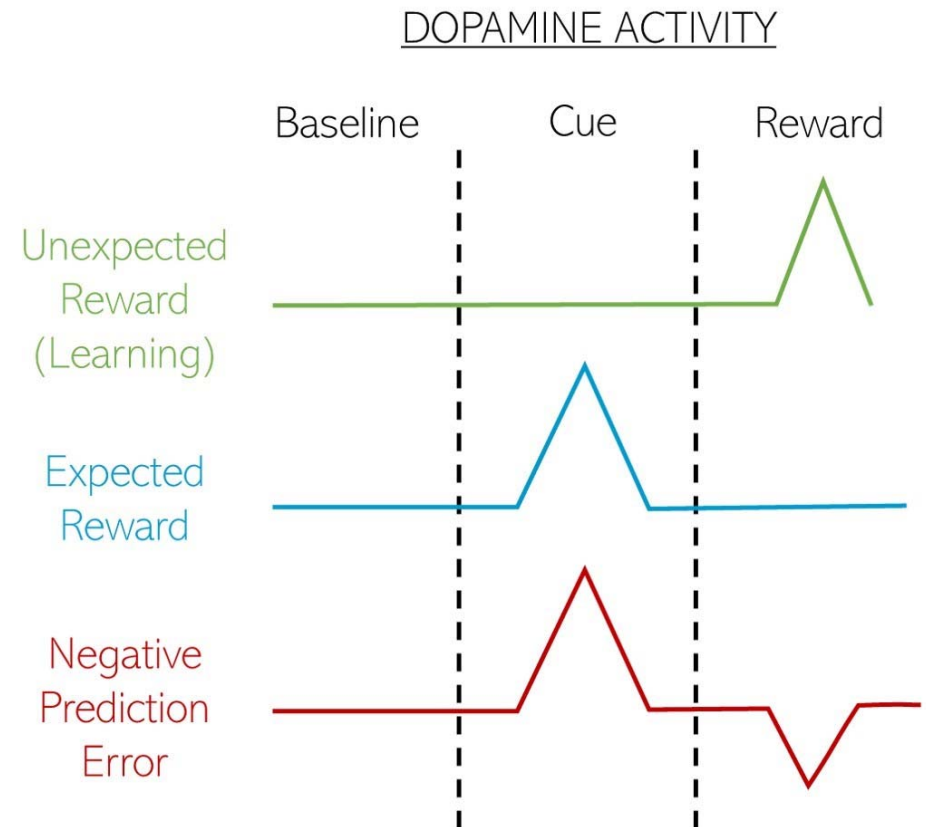 DOPAMINE ACTIVITY
Baseline
Cue
Reward
Unexpected
Reward
(Learning)
Expected
Reward
Negative
Prediction
Error